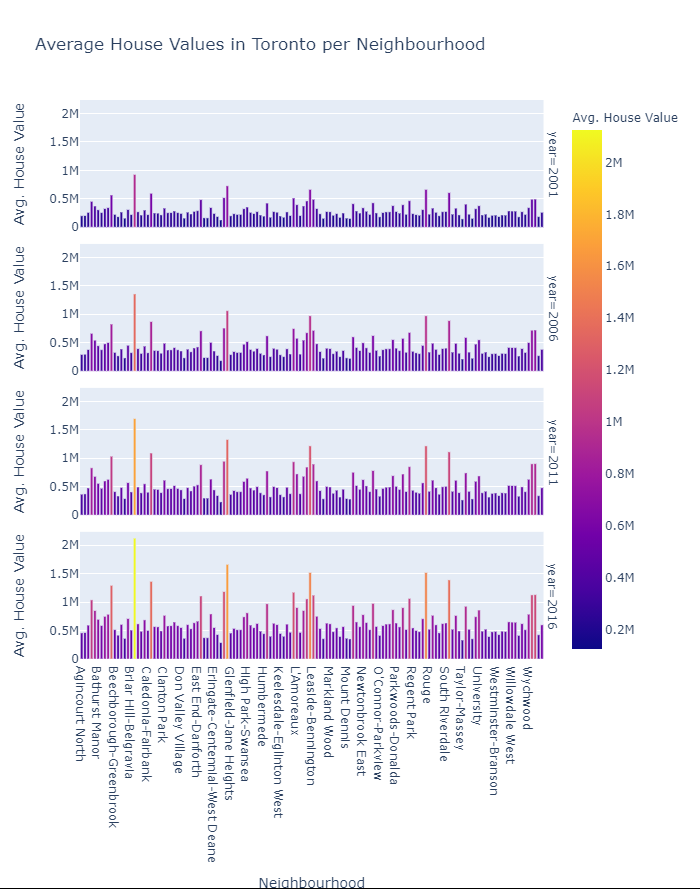 Average House Values in Toronto per Neighbourhood
Avg. House Value
2M
1.5M
1M
0.5M
0
year=2001
Avg. House Value
2M
1.5M
1M
0.5M
0
year=2006
Avg. House Value
2M
1.5M
1M
0.5M
0
year=2011
Avg. House Value
2M
1.5M
1M
0.5M
0
year=2016
Agincourt North
Bathurst Manor
Beechborough-Greenbrook
Briar Hill-Belgravia
Caledonia-Fairbank
Clanton Park
Don Valley Village
East End-Danforth
Eringate-Centennial-West Deane
Glenfield-Jane Heights
High Park-Swansea
Humbermede
Keelesdale-Eglinton West
L'Amoreaux
Leaside-Bennington
Markland Wood
Mount Dennis
Newtonbrook East
O'Connor-Parkview
Parkwoods-Donalda
Regent Park
Rouge
South Riverdale
Taylor-Massey
University
Westminster-Branson
Willowdale West
Wychwood
Neighbourhood
Avg. House Value
2M
1.8M
1.6M
1.4M
1.2M
1M
0.8M
0.6M
0.4M
0.2M